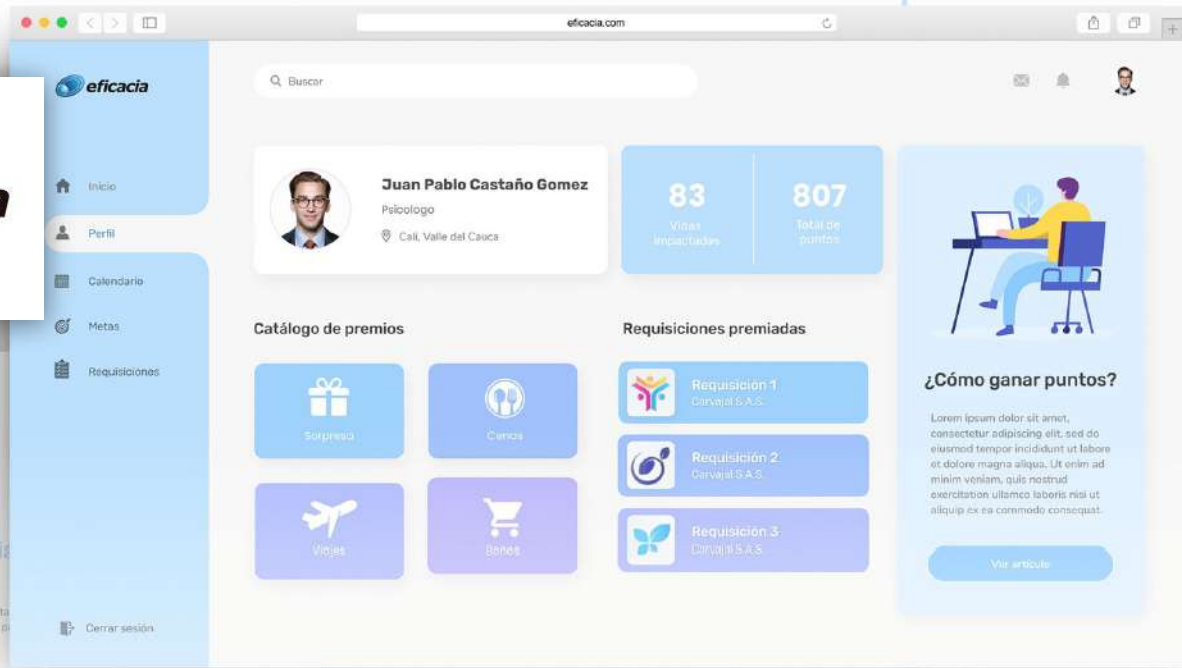 eficacia.com
eficacia
Buscar
Inicio
Perfil
Calendario
Metas
Requisiciones
Cerrar sesión
Juan Pablo Castaño Gomez
Psicologo
Cali, Valle del Cauca
83
Vidas
impactadas
807
Total de
puntos
Catálogo de premios
Sorpresa
Cenas
Viajes
Bonos
Requisiciones premiadas
Requisición 1
Carvajal S.A.S.
Requisición 2
Carvajal S.A.S.
Requisición 3
Carvajal S.A.S.
¿Cómo ganar puntos?
Lorem ipsum dolor sit amet,
consectetur adipiscing elit, sed do
eiusmod tempor incididunt ut labore
et dolore magna aliqua. Ut enim ad
minim veniam, quis nostrud
exercitation ullamco laboris nisi ut
aliquip ex ea commodo consequat.
Ver artículo